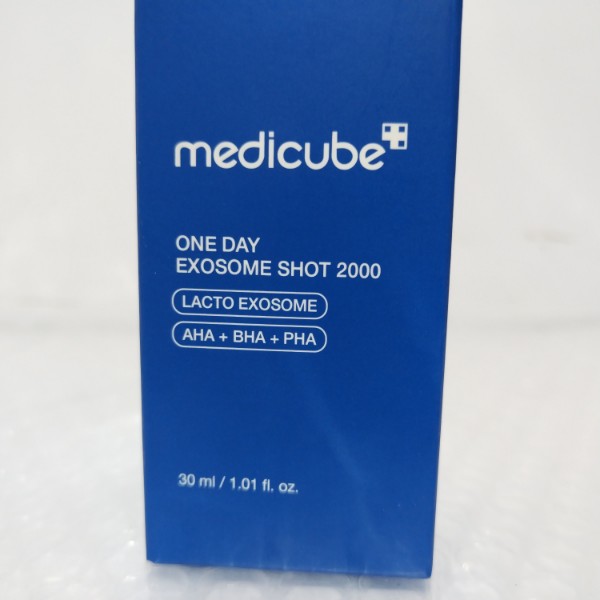 medicube
ONE DAY
EXOSOME SHOT 2000
LACTO EXOSOME
AHA + BHA + PHA
30 ml / 1.01 fl. oz.